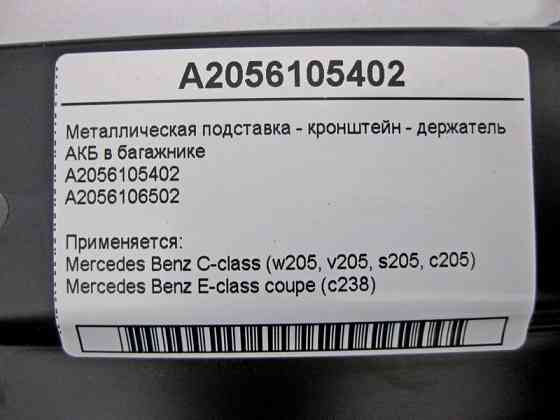 A2056105402
Металлическая подставка - кронштейн - держатель
АКБ в багажнике
A2056105402
A2056106502
Применяется:
Mercedes Benz C-class (w205, v205, s205, c205)
Mercedes Benz E-class coupe (c238)